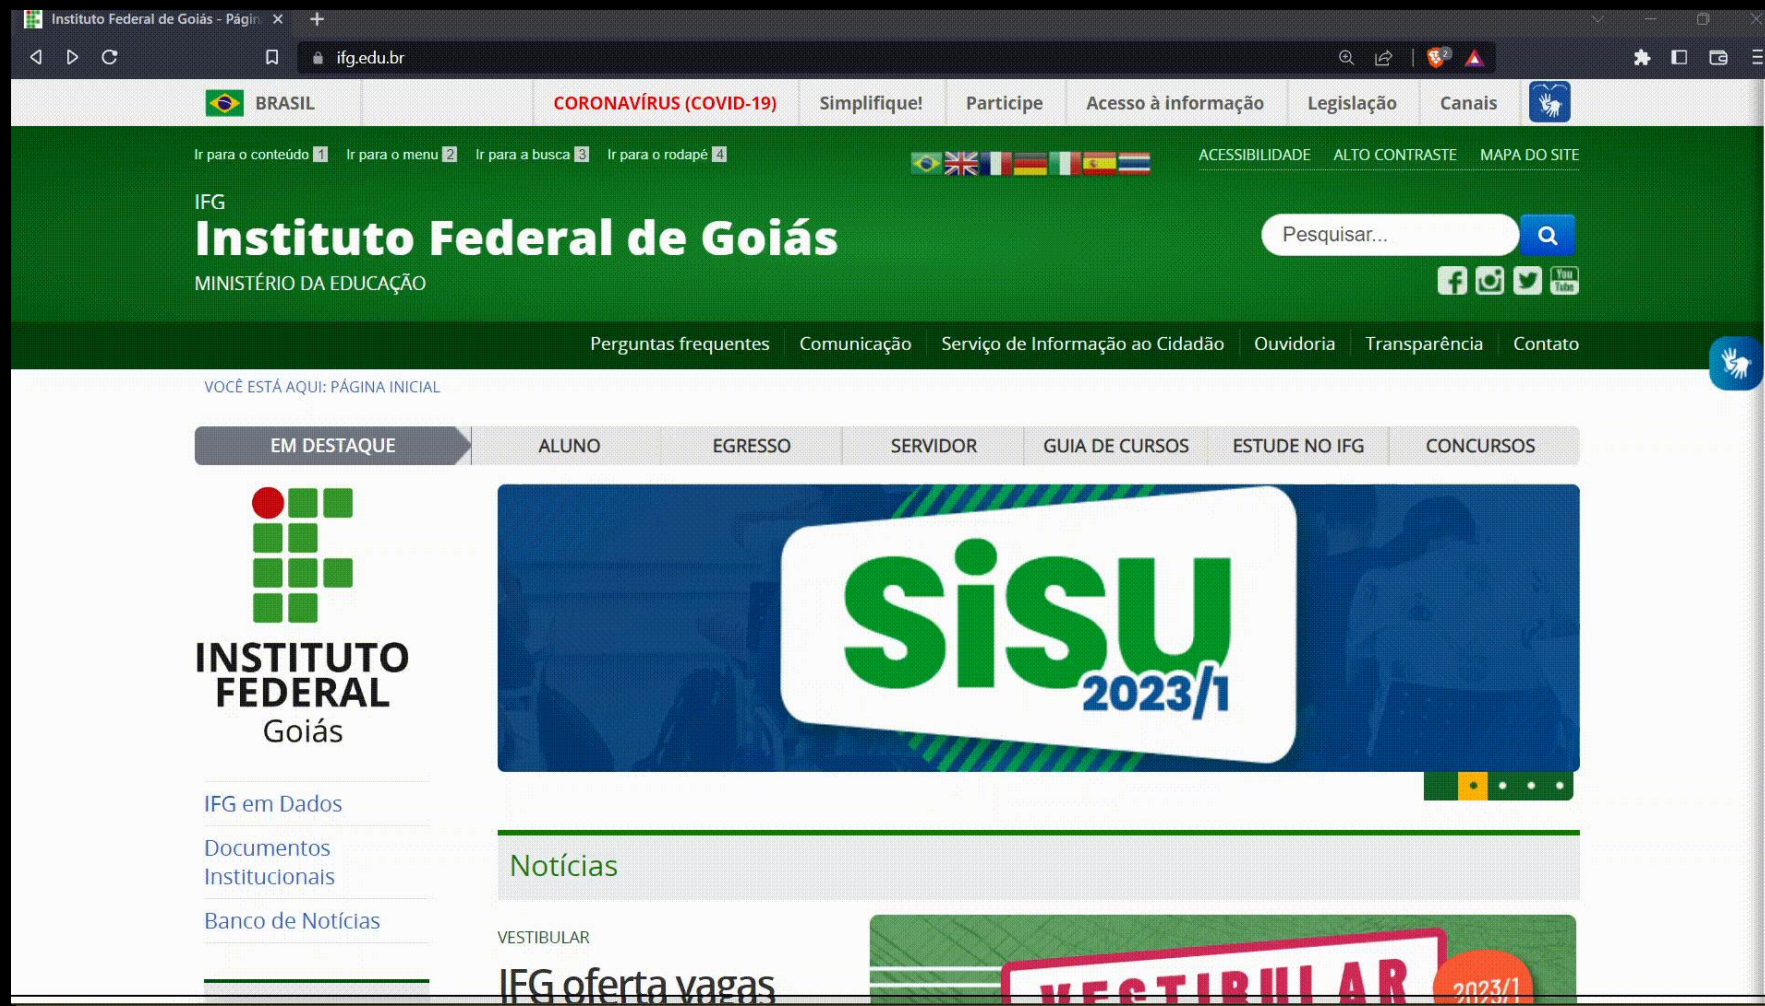 Instituto Federal de Goiás - Págin
ifg.edu.br
2
BRASIL
CORONAVÍRUS (COVID-19)
Simplifique!
Participe
Acesso à informação
Legislação
Canais
Ir para o conteúdo 1 Ir para o menu 2 Ir para a busca 3 Ir para o rodapé 4
ACESSIBILIDADE ALTO CONTRASTE MAPA DO SITE
IFG
Instituto Federal de Goiás
MINISTÉRIO DA EDUCAÇÃO
Pesquisar...
You
Tube
Perguntas frequentes Comunicação Serviço de Informação ao Cidadão Ouvidoria Transparência Contato
VOCÊ ESTÁ AQUI: PÁGINA INICIAL
EM DESTAQUE ALUNO EGRESSO SERVIDOR GUIA DE CURSOS ESTUDE NO IFG CONCURSOS
INSTITUTO
FEDERAL
Goiás
SiSU
2023/1
IFG em Dados
Documentos
Institucionais
Banco de Notícias
Notícias
VESTIBULAR
IFG oferta vagas
VESTIBULAR
2023/1